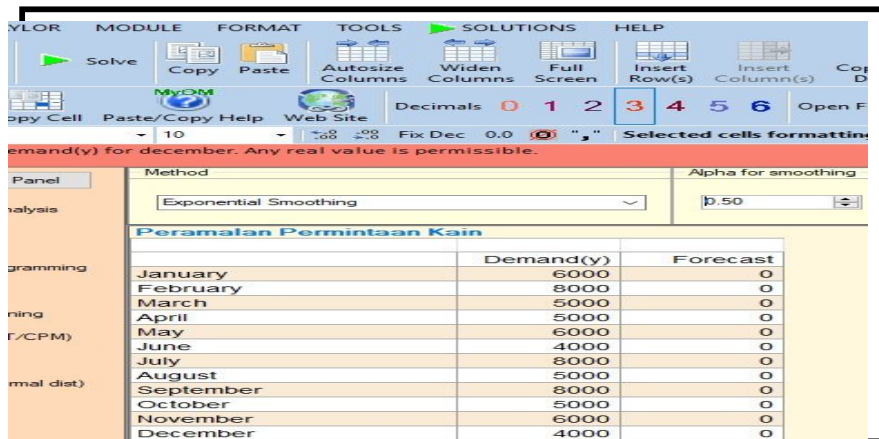 YLOR MODULE FORMAT TOOLS SOLUTIONS HELP
Solve Copy Paste Autosize Columns Widen Columns Full Screen Insert Row(s) Insert Column(s) Cop D
opy Cell Paste/Copy MyOM Help Web Site Decimals 0 1 2 3 4 5 6 Open F
10 Fix Dec 0.0 "," Selected cells formatting
emand(y) for december. Any real value is permissible.
Panel Method Alpha for smoothing
nalysis Exponential Smoothing 0.50
Peramalan Permintaan Kain
Demand(y) Forecast
gramming
January 6000 0
February 8000 0
March 5000 0
ning
April 5000 0
T/CPM)
May 6000 0
June 4000 0
July 8000 0
August 5000 0
rmal dist)
September 8000 0
October 5000 0
November 6000 0
December 4000 0